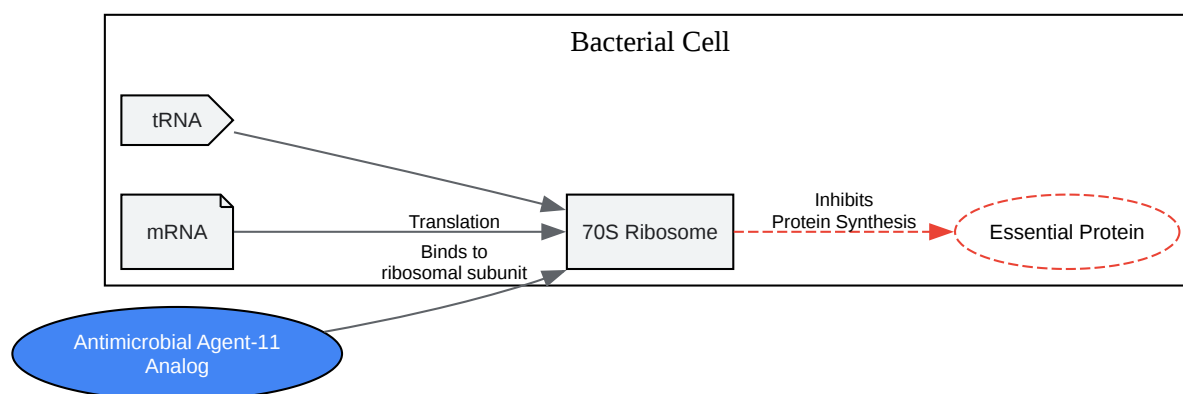 Bacterial Cell
tRNA
mRNA
Translation
Binds to
ribosomal subunit
70S Ribosome
Inhibits
Protein Synthesis
Essential Protein
Antimicrobial Agent-11
Analog